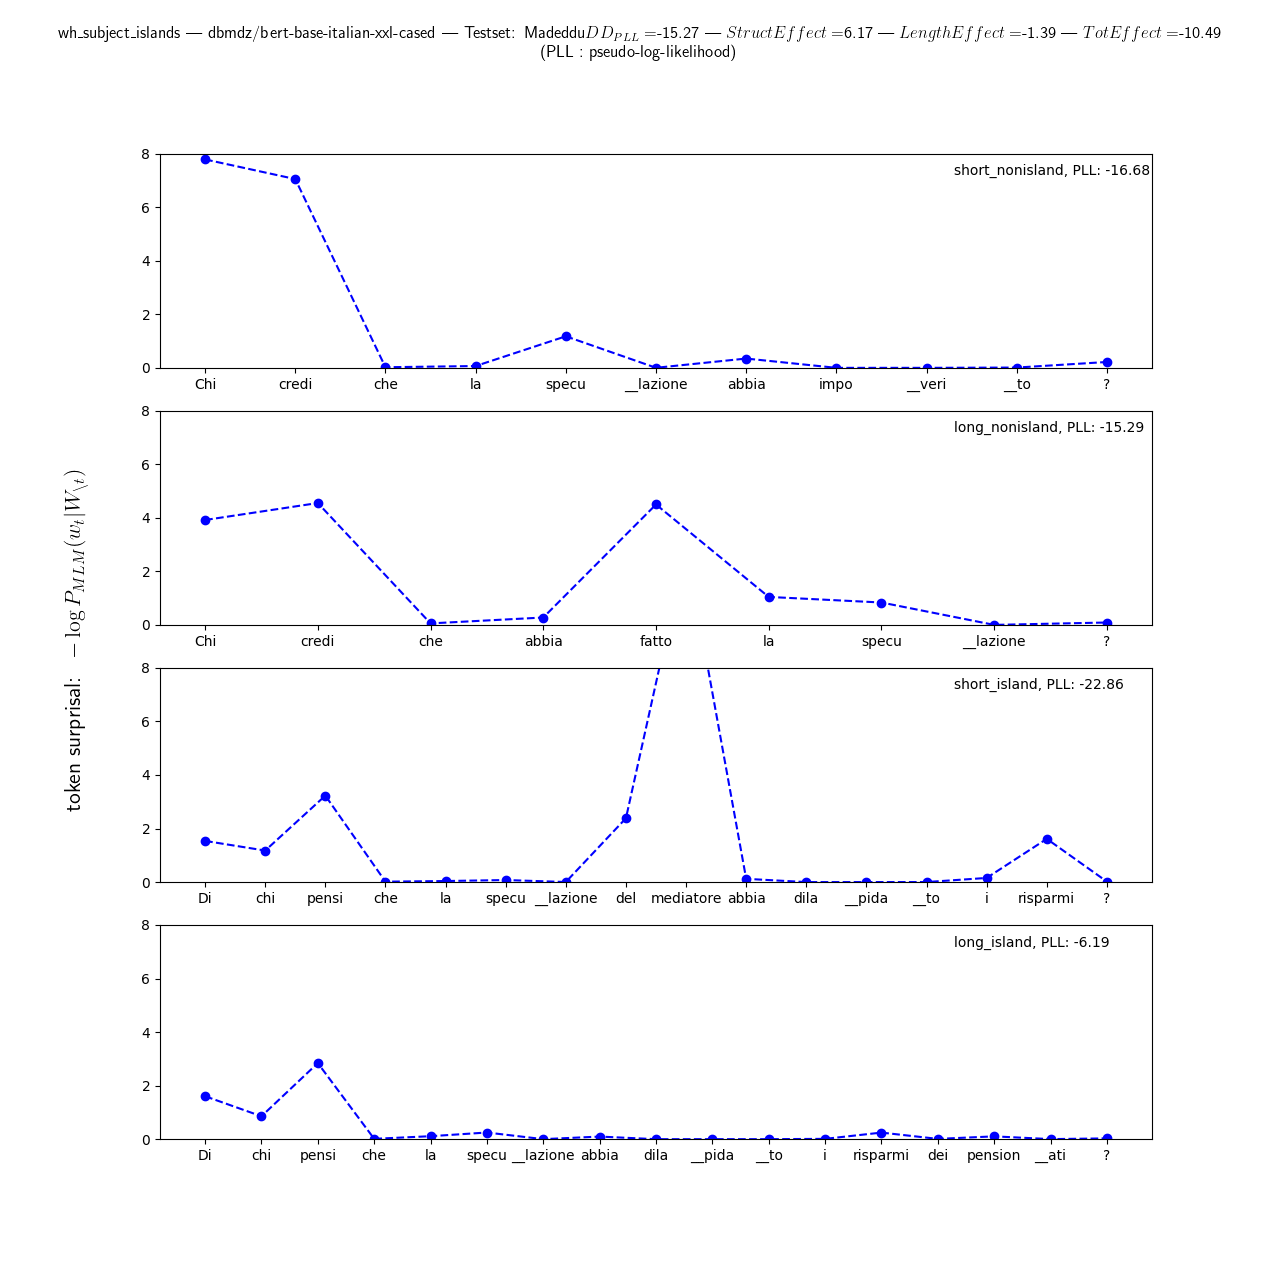 wh_subject_islands — dbmdz/bert-base-italian-xxl-cased — Testset: MadedduDD_{PLL} =-15.27 — StructEffect =6.17 — LengthEffect =-1.39 — TotEffect =-10.49
(PLL : pseudo-log-likelihood)
token surprisal: − log P_{MLM}(w_t|W_{\t})
short_nonisland, PLL: -16.68
8
6
4
2
0
Chi credi che la specu __lazione abbia impo __veri __to ?
long_nonisland, PLL: -15.29
8
6
4
2
0
Chi credi che abbia fatto la specu __lazione ?
short_island, PLL: -22.86
8
6
4
2
0
Di chi pensi che la specu __lazione del mediatore abbia dila __pida __to i risparmi ?
long_island, PLL: -6.19
8
6
4
2
0
Di chi pensi che la specu __lazione abbia dila __pida __to i risparmi dei pension __ati ?